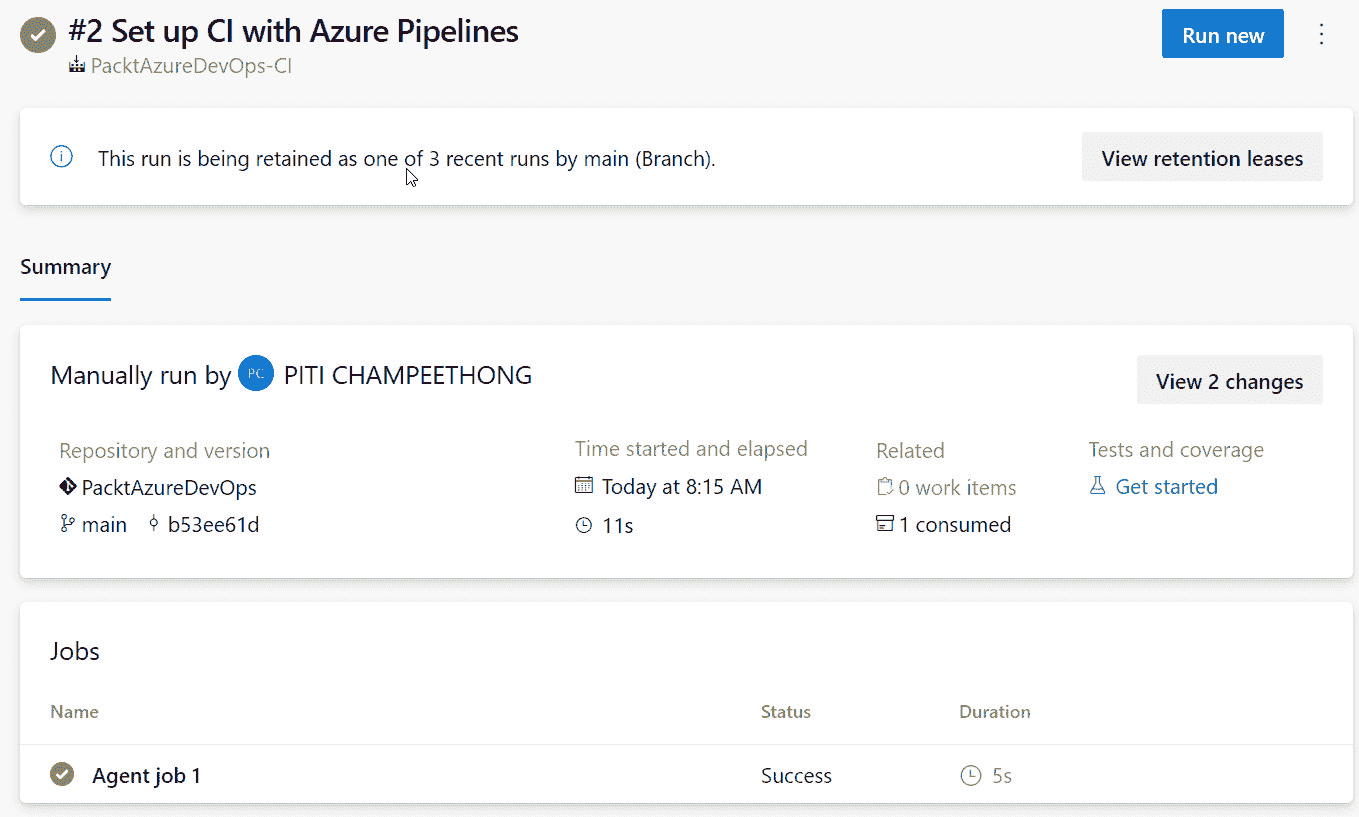 #2 Set up CI with Azure Pipelines
PacktAzureDevOps-CI
Run new
This run is being retained as one of 3 recent runs by main (Branch).
View retention leases
Summary
Manually run by PC PITI CHAMPEETHONG
View 2 changes
Repository and version
PacktAzureDevOps
main b53ee61d
Time started and elapsed
Today at 8:15 AM
11s
Related
0 work items
1 consumed
Tests and coverage
Get started
Jobs
Name Status Duration
Agent job 1 Success 5s